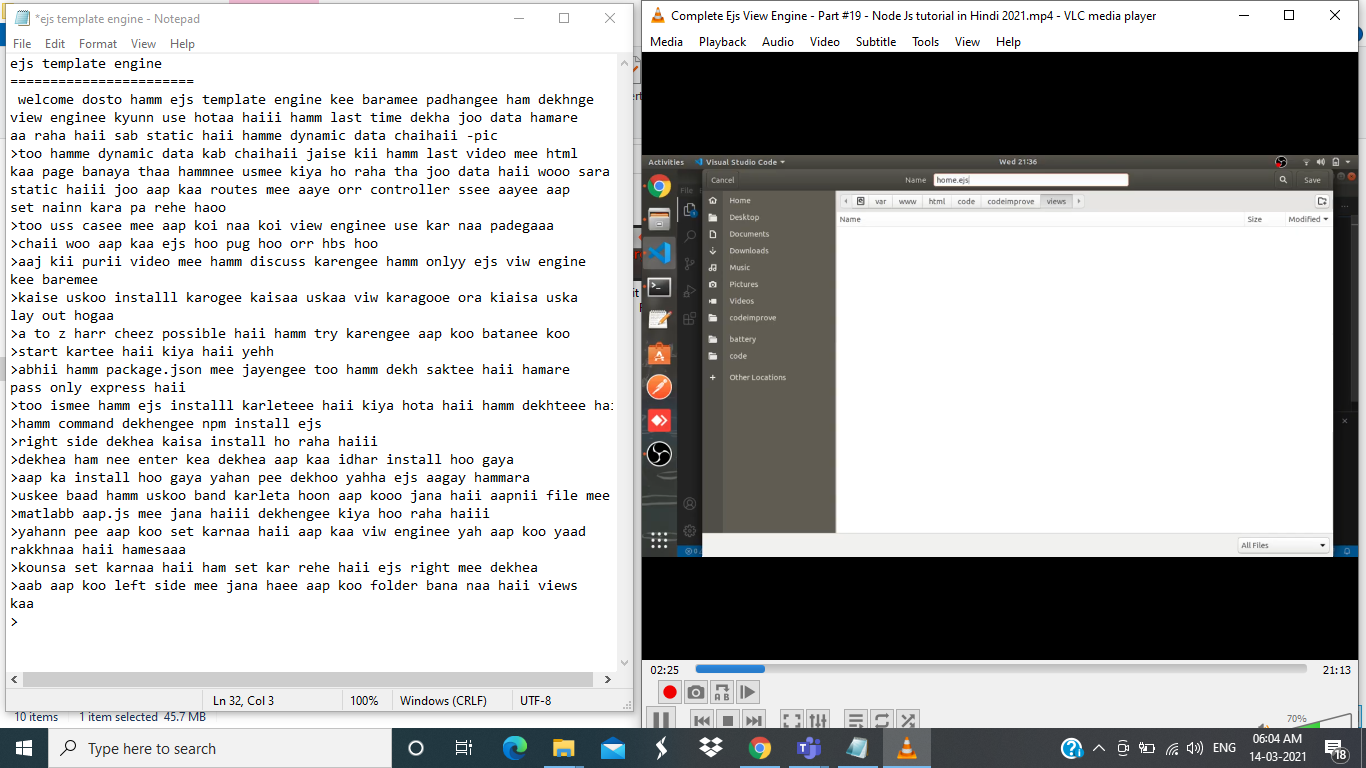 *ejs template engine - Notepad
File Edit Format View Help
ejs template engine
=======================
welcome dosto hamm ejs template engine kee baramee padhangee ham dekhnge
view enginee kyunn use hotaa haiii hamm last time dekha joo data hamare
aa raha haii sab static haii hamme dynamic data chaihaii -pic
>too hamme dynamic data kab chaihaii jaise kii hamm last video mee html
kaa page banaya thaa hammnee usmee kiya ho raha tha joo data haii wooo sara
static haiii joo aap kaa routes mee aaye orr controller ssee aayee aap
set nainn kara pa rehe haoo
>too uss casee mee aap koi naa koi view enginee use kar naa padegaaa
>chaii woo aap kaa ejs hoo pug hoo orr hbs hoo
>aaj kii purii video mee hamm discuss karengee hamm onlyy ejs viw engine
kee baremee
>kaise uskoo installl karogee kaisaa uskaa viw karagooe ora kiaisa uska
lay out hogaa
>a to z harr cheez possible haii hamm try karengee aap koo batanee koo
>start kartee haii kiya haii yehh
>abhii hamm package.json mee jayengee too hamm dekh saktee haii hamare
pass only express haii
>too ismee hamm ejs installl karleteee haii kiya hota haii hamm dekhteee hai
>hamm command dekhengee npm install ejs
>right side dekhea kaisa install ho raha haiii
>dekhea ham nee enter kea dekhea aap kaa idhar install hoo gaya
>aap ka install hoo gaya yahan pee dekhoo yahha ejs aagay hammara
>uskee baad hamm uskoo band karleta hoon aap kooo jana haii aapnii file mee
>matlabb aap.js mee jana haiii dekhengee kiya hoo raha haiii
>yahann pee aap koo set karnaa haii aap kaa viw enginee yah aap koo yaad
rakkhnaa haii hamesaaa
>kounsa set karnaa haii ham set kar rehe haii ejs right mee dekhea
>aab aap koo left side mee jana haee aap koo folder bana naa haii views
kaa
>
Ln 32, Col 3 100% Windows (CRLF) UTF-8
10 items 1 item selected 45.7 MB
Complete Ejs View Engine - Part #19 - Node Js tutorial in Hindi 2021.mp4 - VLC media player
Media Playback Audio Video Subtitle Tools View Help
Activities Visual Studio Code Wed 21:36
Cancel Name home.ejs Save
File
Home var www html code codeimprove views
Name Size Modified
Desktop
Documents
Downloads
Music
Pictures
Videos
codeimprove
battery
code
Other Locations
All Files
02:25 21:13
70%
Type here to search
ENG 06:04 AM
14-03-2021
18